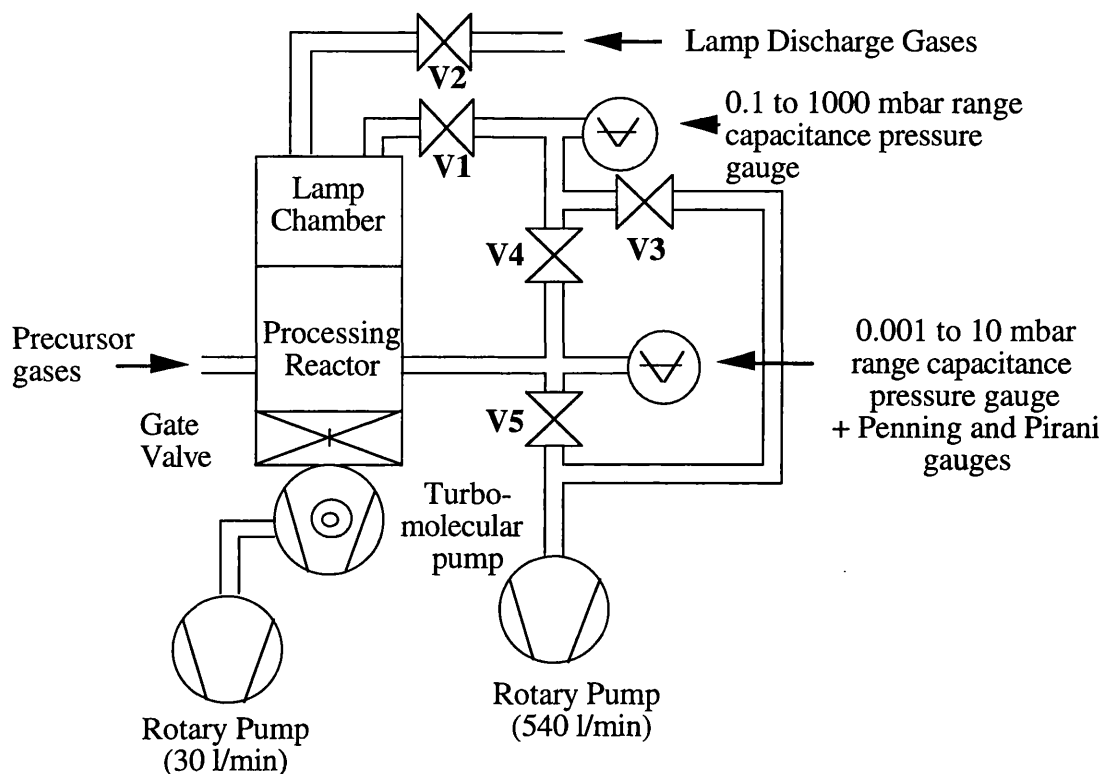 Lamp Discharge Gases
V2
0.1 to 1000 mbar range
capacitance pressure
gauge
V1
Lamp
Chamber
V4
V3
Precursor
gases
Processing
Reactor
0.001 to 10 mbar
range capacitance
pressure gauge
+ Penning and Pirani
gauges
Gate
Valve
V5
Turbo-
molecular
pump
Rotary Pump
(540 l/min)
Rotary Pump
(30 l/min)